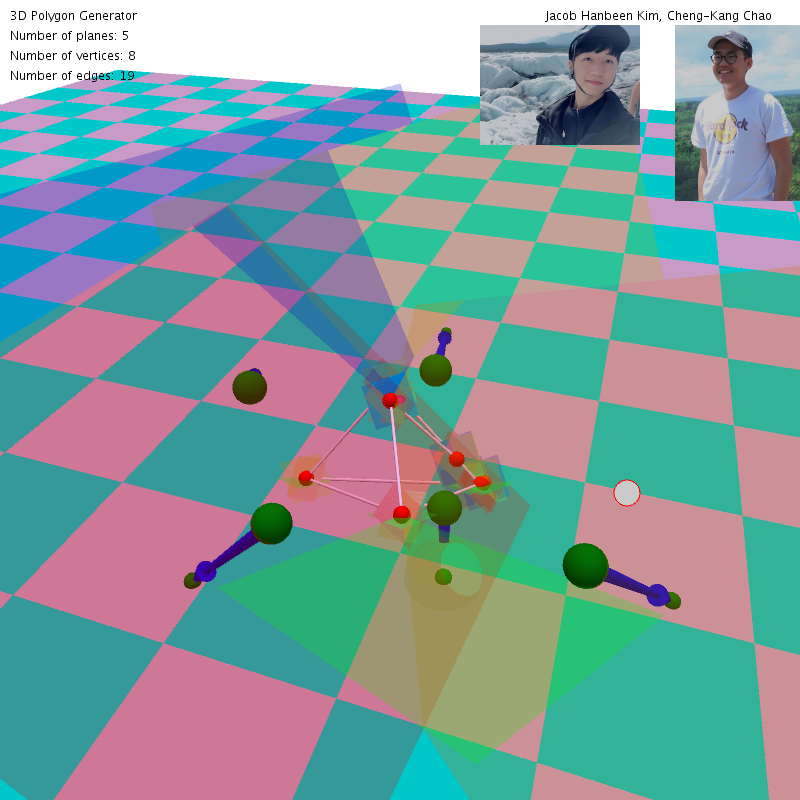 3D Polygon Generator
Jacob Hanbeen Kim, Cheng-Kang Chao
Number of planes: 5
Number of vertices: 8
Number of edges: 19